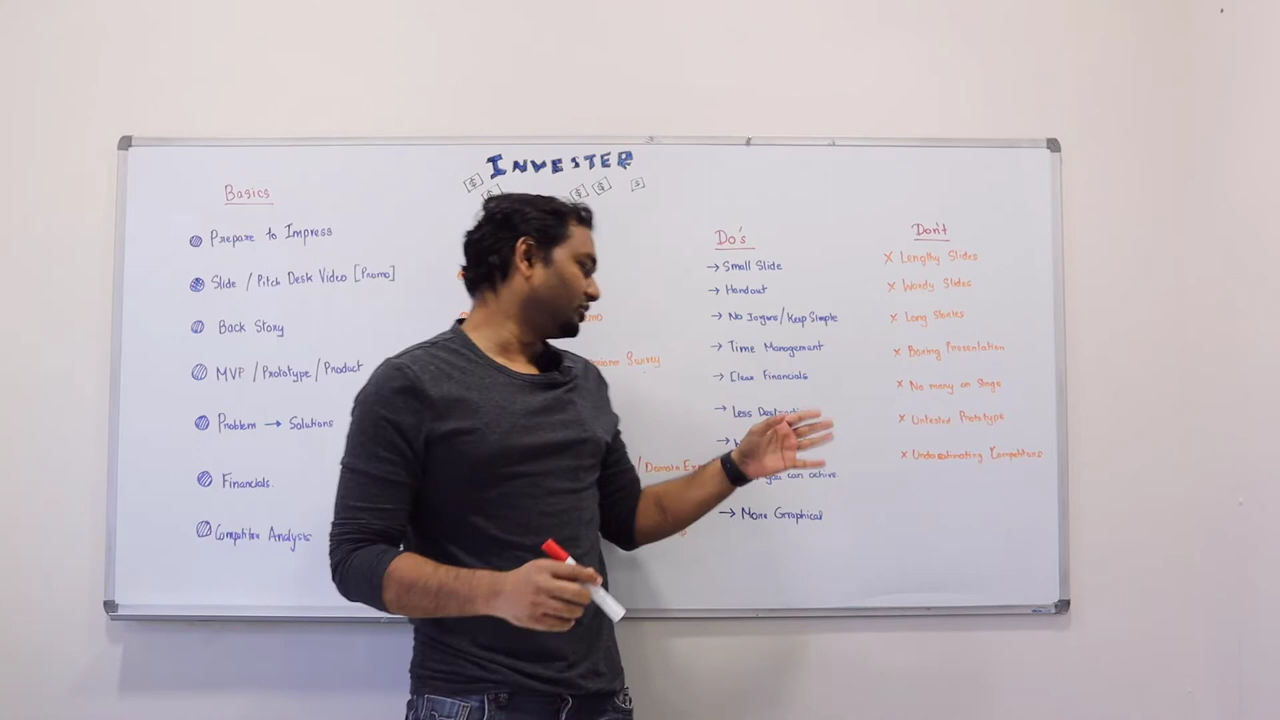 INVESTER
Basics
Prepare to Impress
Slide / Pitch Desk Video [Promo]
Back Story
MVP / Prototype / Product
Problem → Solutions
Financials.
Competitor Analysis
Survey
/ Domain
Do's
→ Small Slide
→ Handout
→ No Jargons / Keep Simple
→ Time Management
→ Clear Financials
→ Less
you can achive
→ More Graphical
Don't
x Lengthy Slides
x Wordy Slides
x Long Stories
x Boring Presentation
x No many on Stage
x Untested Prototype
x Underestimating Competitors